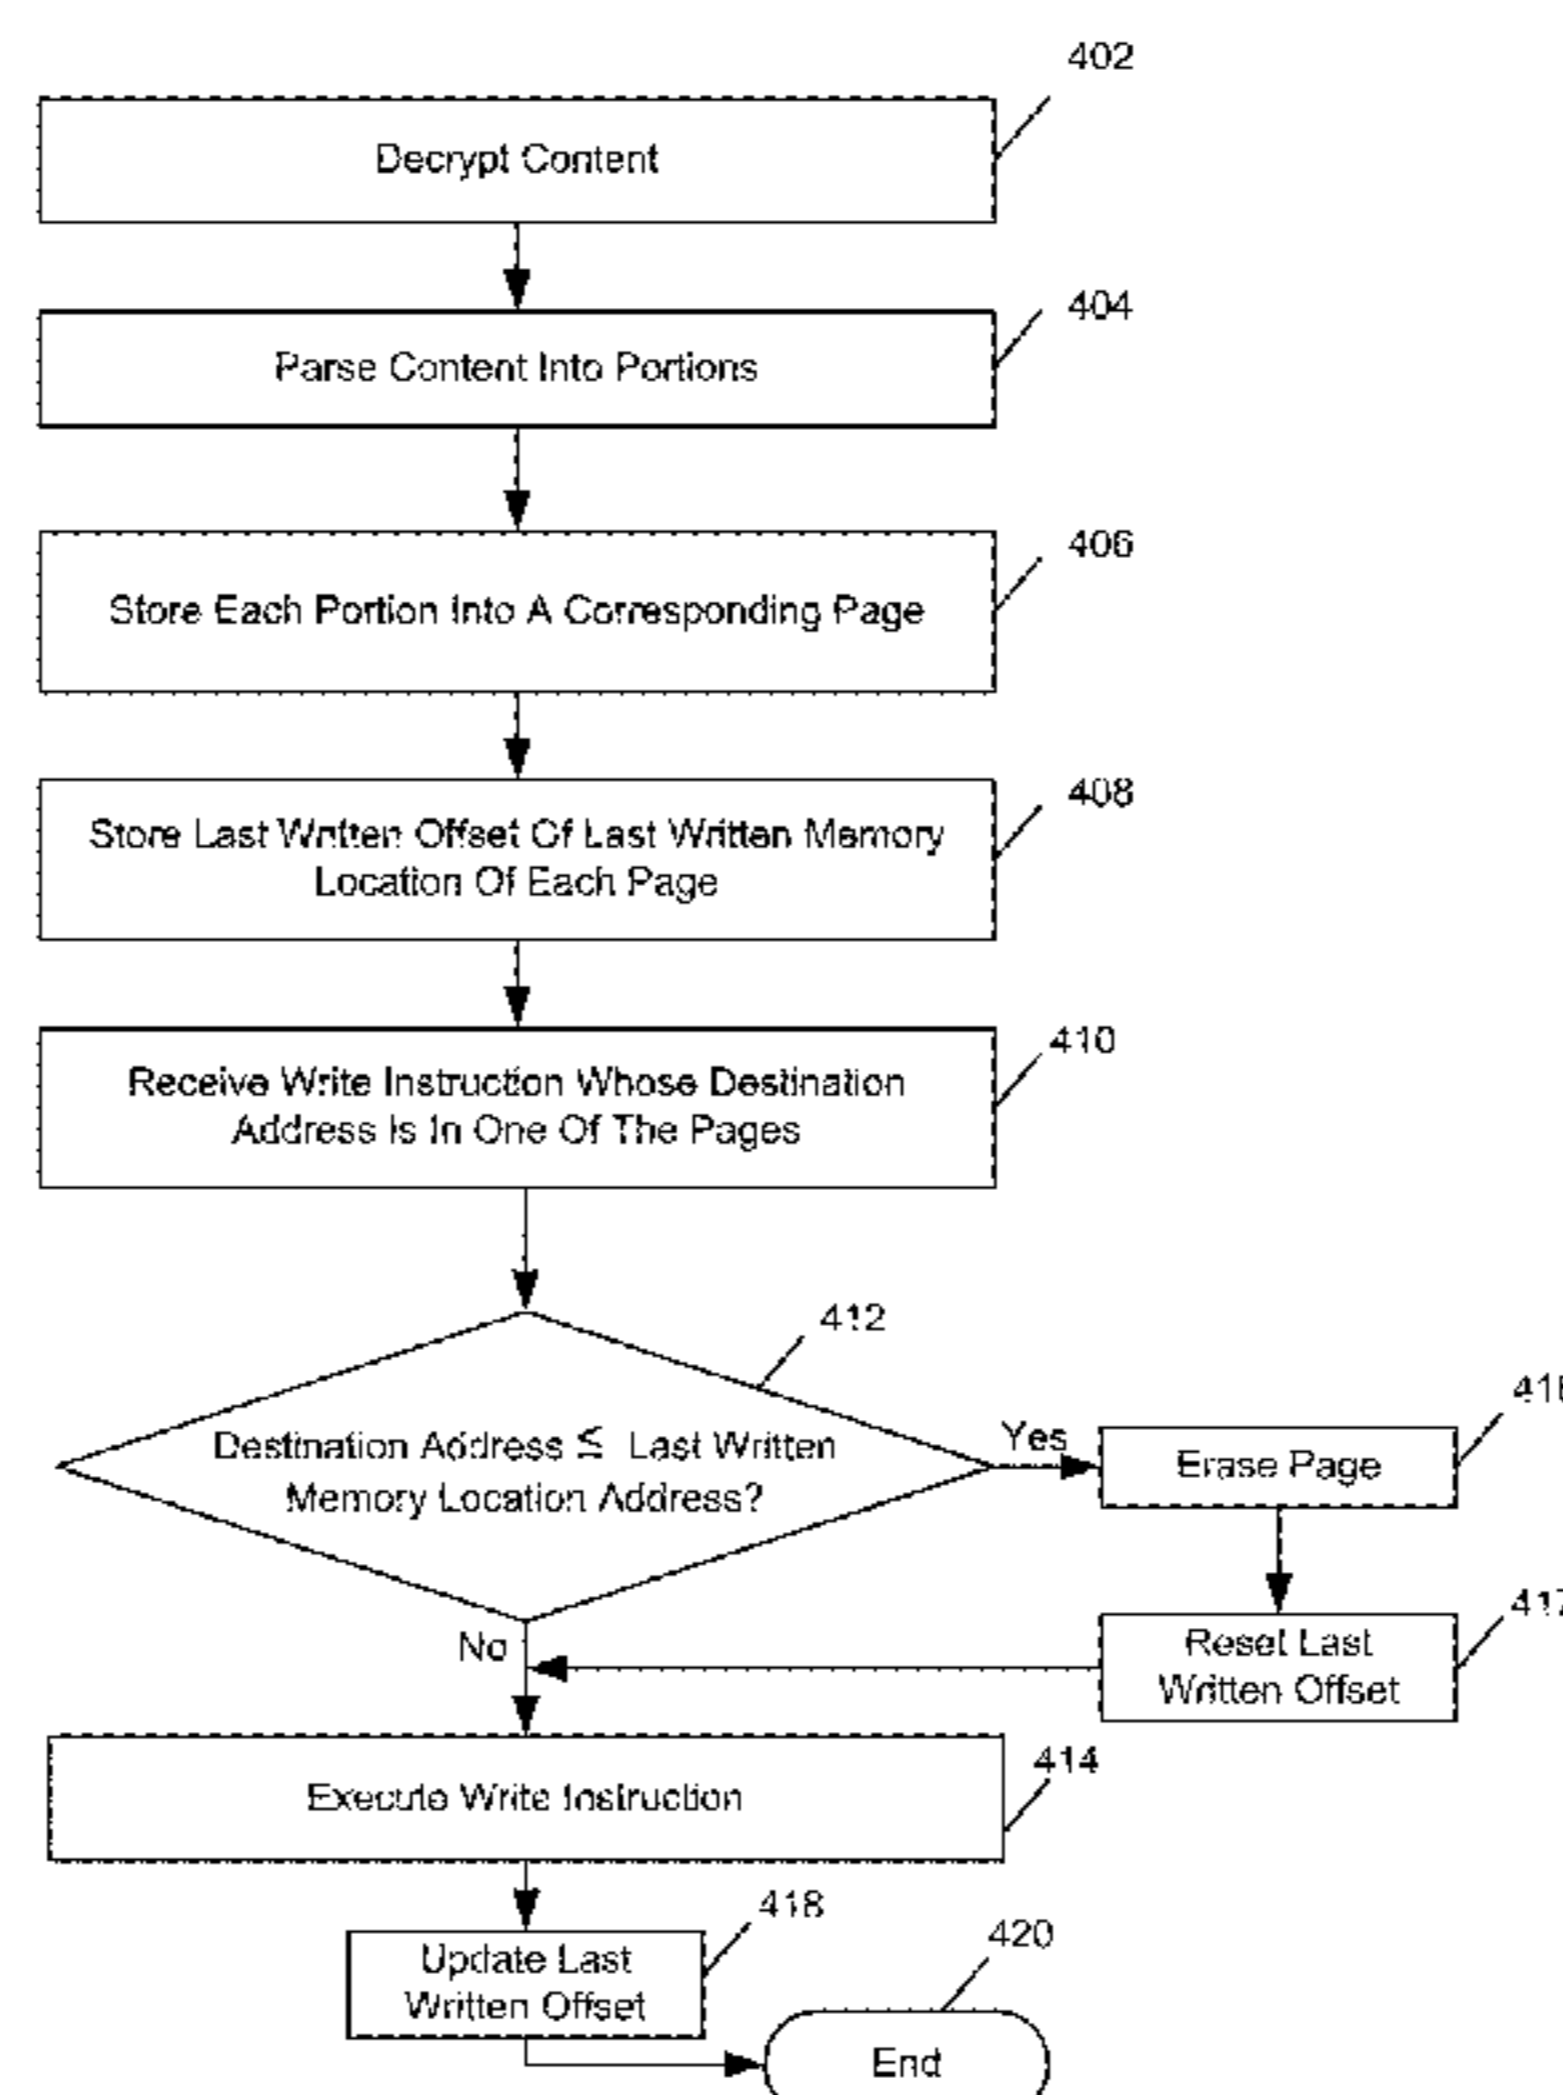 402
Decrypt Content
404
Parse Content Into Portions
406
Store Each Portion Into A Corresponding Page
408
Store Last Written Offset Of Last Written Memory
Location Of Each Page
410
Receive Write Instruction Whose Destination
Address Is In One Of The Pages
412
Destination Address ≤ Last Written
Memory Location Address?
Yes
Erase Page
417
Reset Last
Written Offset
No
414
Execute Write Instruction
418
Update Last
Written Offset
420
End